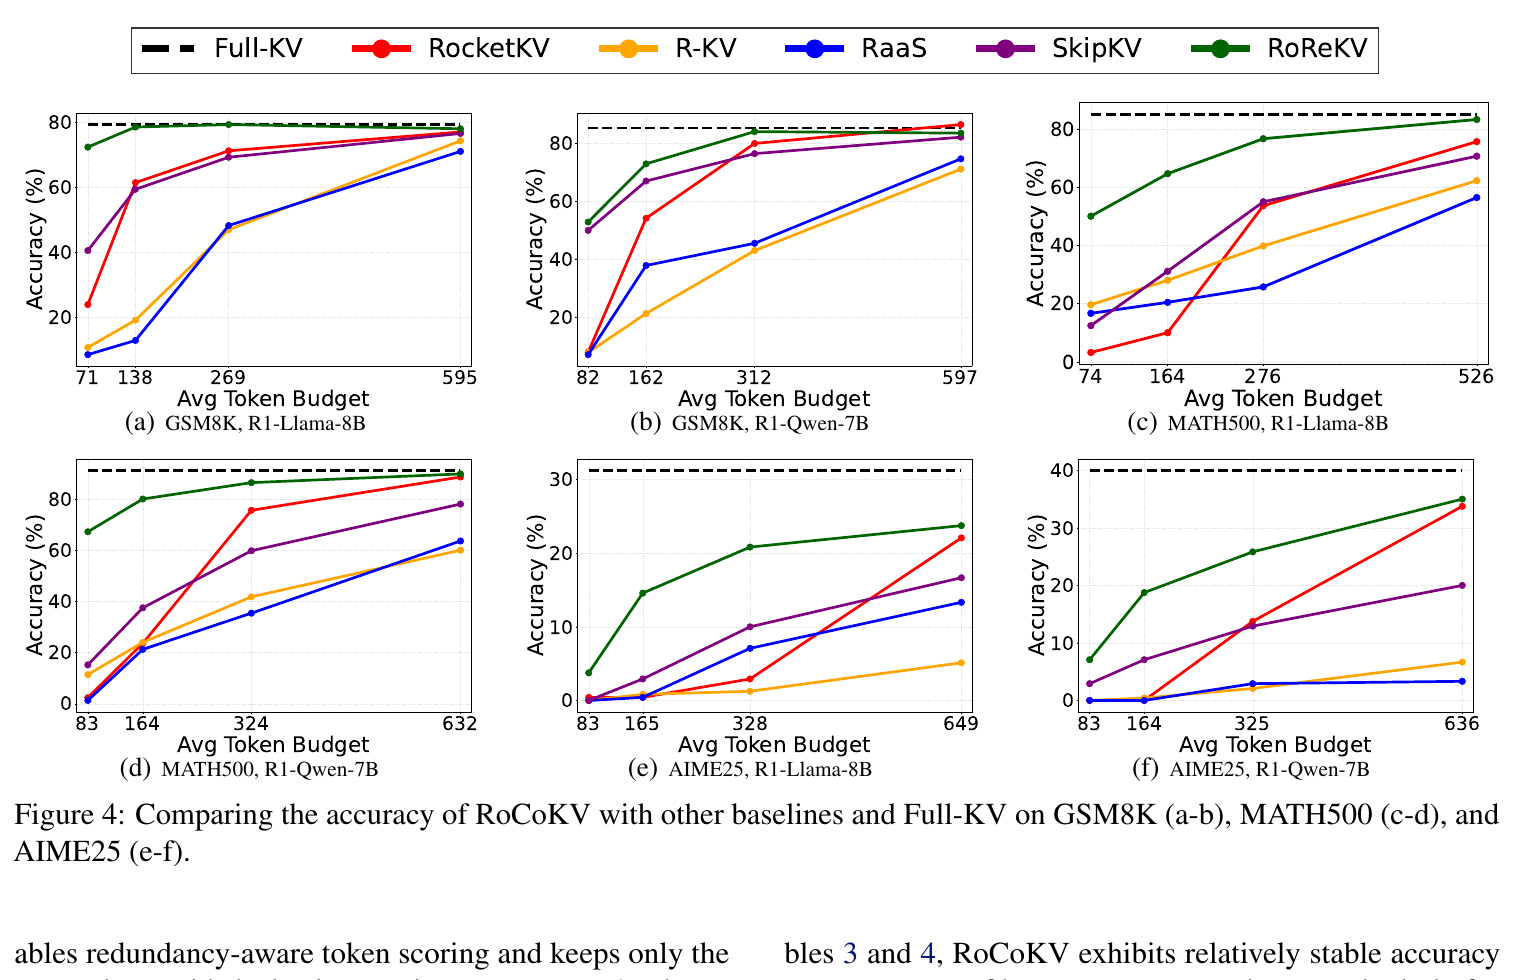 Full-KV RocketKV R-KV RaaS SkipKV RoReKV
Accuracy (%)
80
60
40
20
71 138 269 595
Avg Token Budget
(a) GSM8K, R1-Llama-8B
Accuracy (%)
80
60
40
20
82 162 312 597
Avg Token Budget
(b) GSM8K, R1-Qwen-7B
Accuracy (%)
80
60
40
20
0
74 164 276 526
Avg Token Budget
(c) MATH500, R1-Llama-8B
Accuracy (%)
80
60
40
20
0
83 164 324 632
Avg Token Budget
(d) MATH500, R1-Qwen-7B
Accuracy (%)
30
20
10
0
83 165 328 649
Avg Token Budget
(e) AIME25, R1-Llama-8B
Accuracy (%)
40
30
20
10
0
83 164 325 636
Avg Token Budget
(f) AIME25, R1-Qwen-7B
Figure 4: Comparing the accuracy of RoCoKV with other baselines and Full-KV on GSM8K (a-b), MATH500 (c-d), and
AIME25 (e-f).
ables redundancy-aware token scoring and keeps only the
bles 3 and 4, RoCoKV exhibits relatively stable accuracy